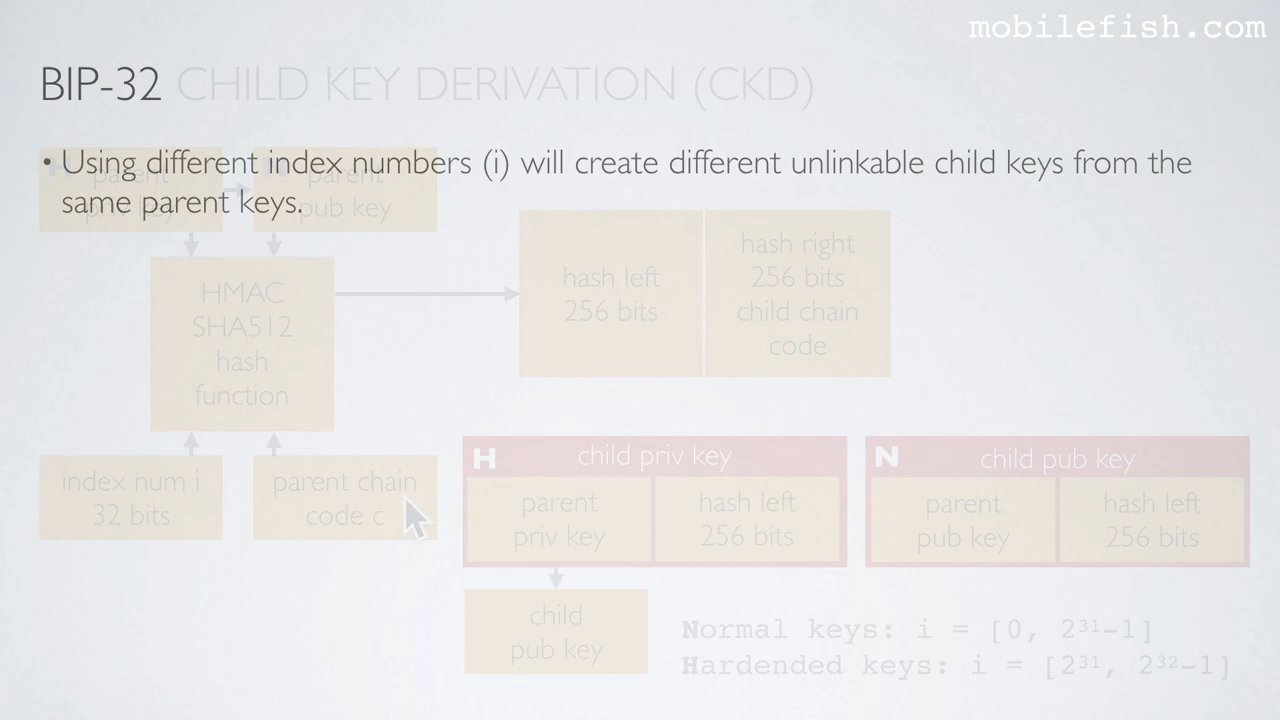 mobilefish.com
BIP-32 CHILD KEY DERIVATION (CKD)
• Using different index numbers (i) will create different unlinkable child keys from the
same parent keys.
H parent
priv key
N parent
pub key
HMAC
SHA512
hash
function
hash left
256 bits
hash right
256 bits
child chain
code
index num i
32 bits
parent chain
code c
H child priv key
parent
priv key
hash left
256 bits
N child pub key
parent
pub key
hash left
256 bits
child
pub key
Normal keys: i = [0, 2³¹-1]
Hardended keys: i = [2³¹, 2³²-1]